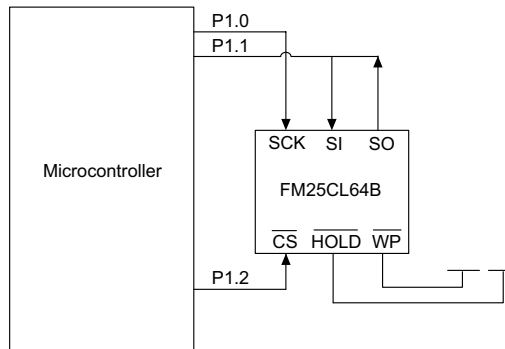 P1.0
P1.1
SCK SI SO
Microcontroller
FM25CL64B
CS HOLD WP
P1.2